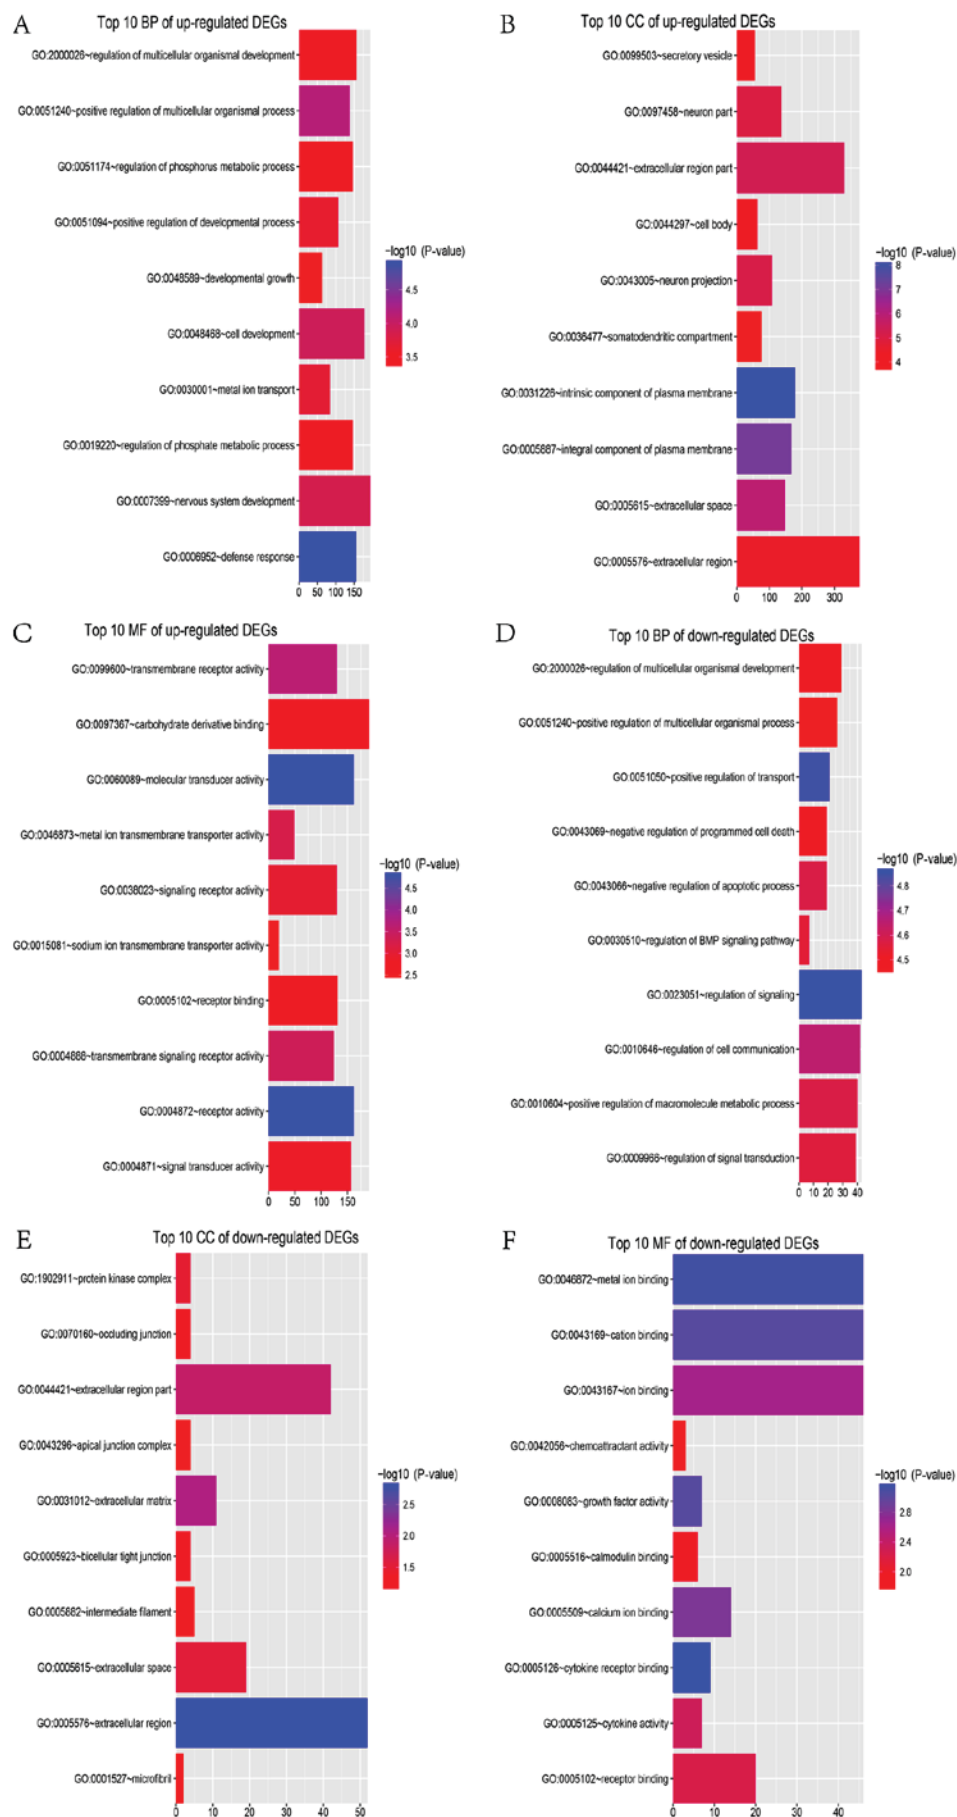 A
Top 10 BP of up-regulated DEGs
GO:2000026~regulation of multicellular organismal development
GO:0051240~positive regulation of multicellular organismal process
GO:0051174~regulation of phosphorus metabolic process
GO:0051094~positive regulation of developmental process
GO:0048589~developmental growth
GO:0048468~cell development
GO:0030001~metal ion transport
GO:0019220~regulation of phosphate metabolic process
GO:0007399~nervous system development
GO:0006952~defense response
0 50 100 150
−log10 (P-value)
4.5
4.0
3.5
B
Top 10 CC of up-regulated DEGs
GO:0099503~secretory vesicle
GO:0097458~neuron part
GO:0044421~extracellular region part
GO:0044297~cell body
GO:0043005~neuron projection
GO:0036477~somatodendritic compartment
GO:0031226~intrinsic component of plasma membrane
GO:0005887~integral component of plasma membrane
GO:0005615~extracellular space
GO:0005576~extracellular region
0 100 200 300
−log10 (P-value)
8
7
6
5
4
C
Top 10 MF of up-regulated DEGs
GO:0099600~transmembrane receptor activity
GO:0097367~carbohydrate derivative binding
GO:0060089~molecular transducer activity
GO:0046873~metal ion transmembrane transporter activity
GO:0038023~signaling receptor activity
GO:0015081~sodium ion transmembrane transporter activity
GO:0005102~receptor binding
GO:0004888~transmembrane signaling receptor activity
GO:0004872~receptor activity
GO:0004871~signal transducer activity
0 50 100 150
−log10 (P-value)
4.5
4.0
3.5
3.0
2.5
D
Top 10 BP of down-regulated DEGs
GO:2000026~regulation of multicellular organismal development
GO:0051240~positive regulation of multicellular organismal process
GO:0051050~positive regulation of transport
GO:0043069~negative regulation of programmed cell death
GO:0043066~negative regulation of apoptotic process
GO:0030510~regulation of BMP signaling pathway
GO:0023051~regulation of signaling
GO:0010646~regulation of cell communication
GO:0010604~positive regulation of macromolecule metabolic process
GO:0009966~regulation of signal transduction
0 10 20 30 40
−log10 (P-value)
4.8
4.7
4.6
4.5
E
Top 10 CC of down-regulated DEGs
GO:1902911~protein kinase complex
GO:0070160~occluding junction
GO:0044421~extracellular region part
GO:0043296~apical junction complex
GO:0031012~extracellular matrix
GO:0005923~bicellular tight junction
GO:0005882~intermediate filament
GO:0005615~extracellular space
GO:0005576~extracellular region
GO:0001527~microfibril
0 10 20 30 40 50
−log10 (P-value)
2.5
2.0
1.5
F
Top 10 MF of down-regulated DEGs
GO:0046872~metal ion binding
GO:0043169~cation binding
GO:0043167~ion binding
GO:0042056~chemoattractant activity
GO:0008083~growth factor activity
GO:0005516~calmodulin binding
GO:0005509~calcium ion binding
GO:0005126~cytokine receptor binding
GO:0005125~cytokine activity
GO:0005102~receptor binding
0 10 20 30 40
−log10 (P-value)
2.8
2.4
2.0